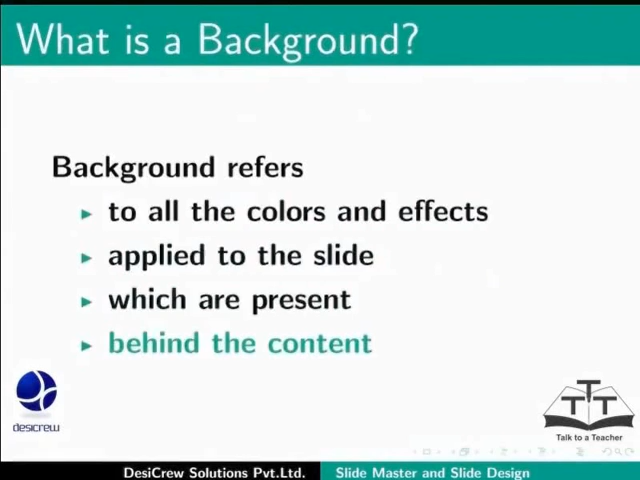 What is a Background?
Background refers
▶ to all the colors and effects
▶ applied to the slide
▶ which are present
▶ behind the content
desicrew
TTT
Talk to a Teacher
DesiCrew Solutions Pvt.Ltd. Slide Master and Slide Design